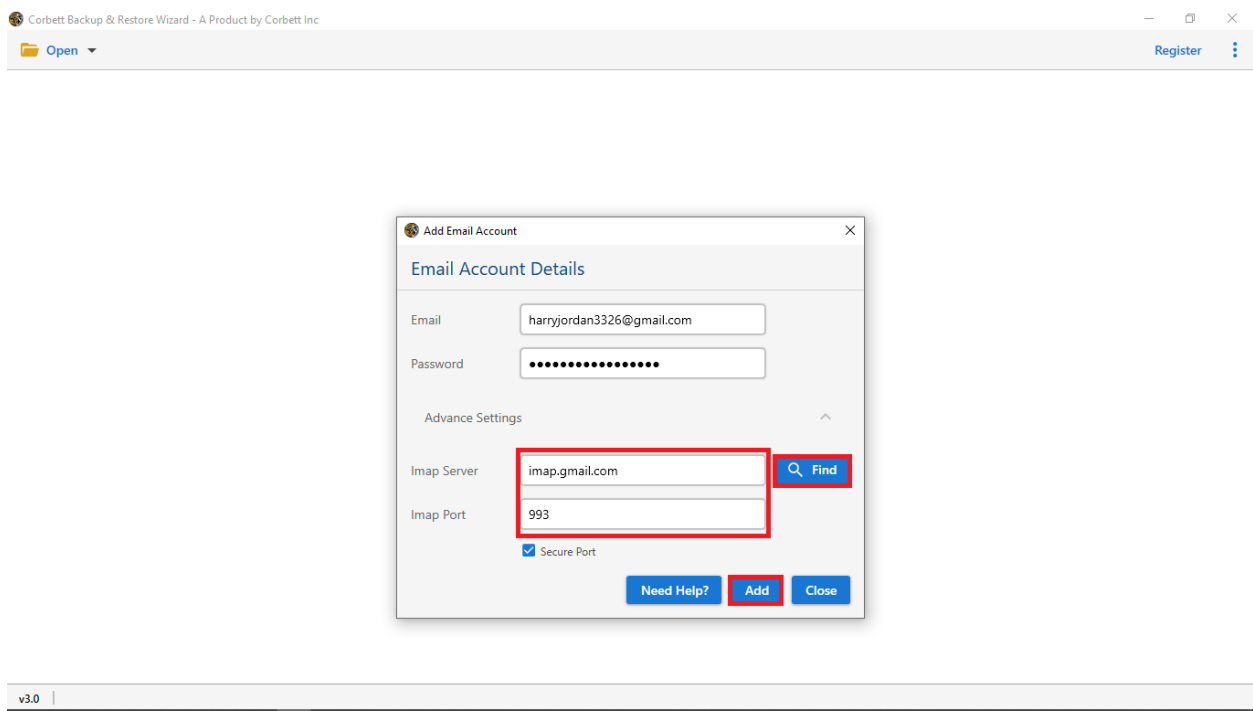 Corbett Backup & Restore Wizard - A Product by Corbett Inc
Open Register
Add Email Account
Email Account Details
Email harryjordan3326@gmail.com
Password •••••••••••••••••
Advance Settings
Imap Server imap.gmail.com Find
Imap Port 993
Secure Port
Need Help? Add Close
v3.0